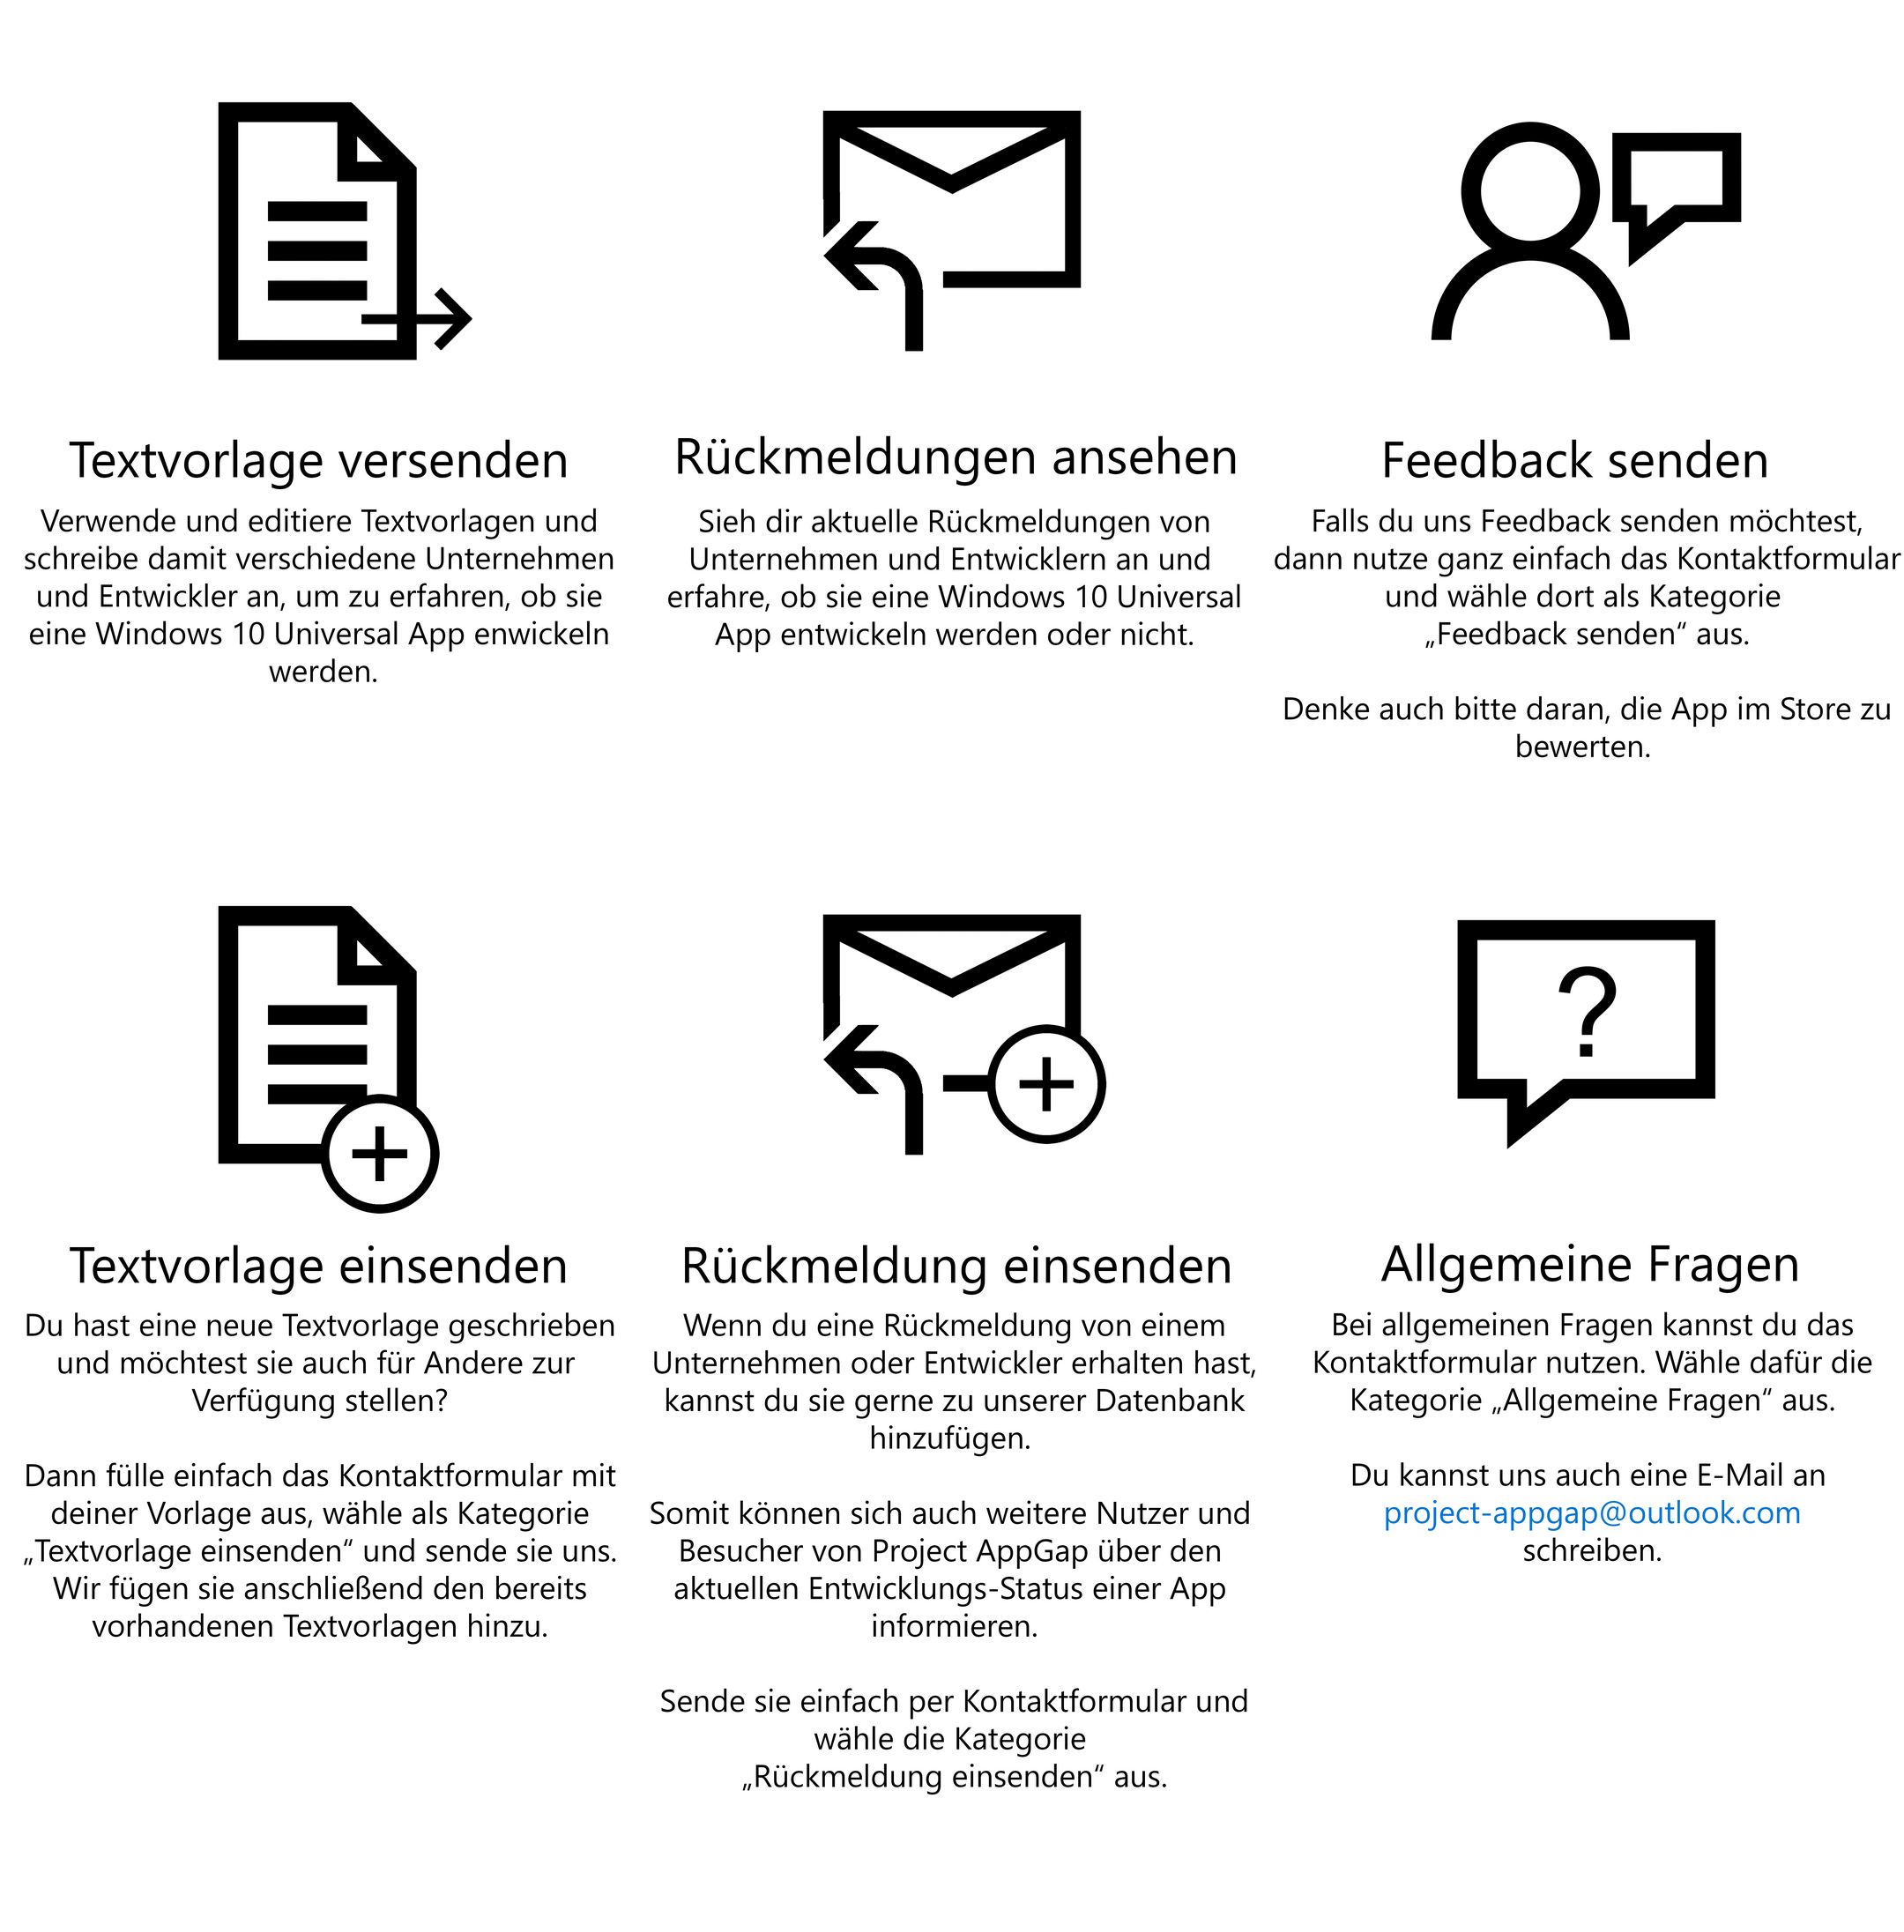 Textvorlage versenden
Verwende und editiere Textvorlagen und
schreibe damit verschiedene Unternehmen
und Entwickler an, um zu erfahren, ob sie
eine Windows 10 Universal App enwickeln
werden.
Rückmeldungen ansehen
Sieh dir aktuelle Rückmeldungen von
Unternehmen und Entwicklern an und
erfahre, ob sie eine Windows 10 Universal
App entwickeln werden oder nicht.
Feedback senden
Falls du uns Feedback senden möchtest,
dann nutze ganz einfach das Kontaktformular
und wähle dort als Kategorie
„Feedback senden“ aus.
Denke auch bitte daran, die App im Store zu
bewerten.
Textvorlage einsenden
Du hast eine neue Textvorlage geschrieben
und möchtest sie auch für Andere zur
Verfügung stellen?
Dann fülle einfach das Kontaktformular mit
deiner Vorlage aus, wähle als Kategorie
„Textvorlage einsenden“ und sende sie uns.
Wir fügen sie anschließend den bereits
vorhandenen Textvorlagen hinzu.
Rückmeldung einsenden
Wenn du eine Rückmeldung von einem
Unternehmen oder Entwickler erhalten hast,
kannst du sie gerne zu unserer Datenbank
hinzufügen.
Somit können sich auch weitere Nutzer und
Besucher von Project AppGap über den
aktuellen Entwicklungs-Status einer App
informieren.
Sende sie einfach per Kontaktformular und
wähle die Kategorie
„Rückmeldung einsenden“ aus.
?
Allgemeine Fragen
Bei allgemeinen Fragen kannst du das
Kontaktformular nutzen. Wähle dafür die
Kategorie „Allgemeine Fragen“ aus.
Du kannst uns auch eine E-Mail an
project-appgap@outlook.com
schreiben.